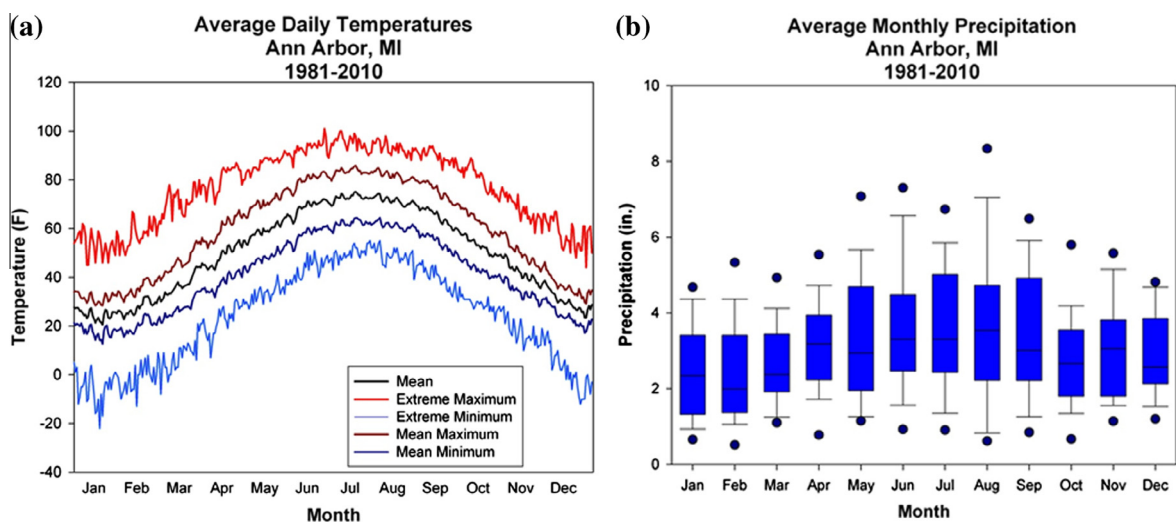 (a)
Average Daily Temperatures
Ann Arbor, MI
1981-2010
Temperature (F)
120
100
80
60
40
20
0
-20
-40
Mean
Extreme Maximum
Extreme Minimum
Mean Maximum
Mean Minimum
Jan Feb Mar Apr May Jun Jul Aug Sep Oct Nov Dec
Month
(b)
Average Monthly Precipitation
Ann Arbor, MI
1981-2010
Precipitation (in.)
10
8
6
4
2
0
Jan Feb Mar Apr May Jun Jul Aug Sep Oct Nov Dec
Month